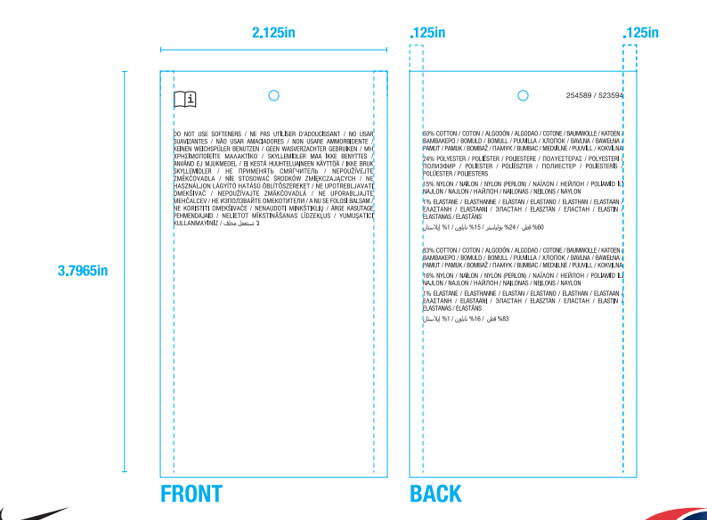 2.125in
.125in
.125in
254589 / 523594
DO NOT USE SOFTENERS / NE PAS UTILISER D'ADOUCISSANT / NO USAR
SUAVIZANTES / NÃO USAR AMACIADORES / NON USARE AMMORBIDENTE /
KEINEN WEICHSPÜLER BENUTZEN / GEEN WASVERZACHTER GEBRUIKEN / ΜΗ
ΧΡΗΣΙΜΟΠΟΙΕΙΤΕ ΜΑΛΑΚΤΙΚΟ / SKYLLEMIDLER MAA IKKE BENYTTES /
ANVÄND EJ MJUKMEDEL / EI KESTÄ HUUHTELUAINEEN KÄYTTÖÄ / IKKE BRUK
SKYLLEMIDLER / НЕ ПРИМЕНЯТЬ СМЯГЧИТЕЛЬ / NEPOUŽÍVEJTE
ZMĚKČOVADLA / NIE STOSOWAĆ ŚRODKÓW ZMIĘKCZAJĄCYCH / NE
HASZNÁLJON LÁGYÍTÓ HATÁSÚ ÖBLÍTŐSZEREKET / NE UPOTREBLJAVATI
OMEKŠIVAČ / NEPOUŽÍVAJTE ZMÄKČOVADLÁ / NE UPORABLJAJTE
MEHČALCEV / НЕ ИЗПОЛЗВАЙТЕ ОМЕКОТИТЕЛИ / A NU SE FOLOSI BALSAM /
NE KORISTITI OMEKŠIVAČE / NENAUDOTI MINKŠTIKLIŲ / ÄRGE KASUTAGE
PEHMENDAJAID / NELIETOT MĪKSTINĀŠANAS LĪDZEKĻUS / YUMUŞATICI
KULLANMAYINIZ / لا تستعمل مخفف
60% COTTON / COTON / ALGODÓN / ALGODAO / COTONE / BAUMWOLLE / KATOEN /
ΒΑΜΒΑΚΕΡΟ / BOMULD / BOMULL / PUUVILLA / ХЛОПОК / BAVLNA / BAWEŁNA /
PAMUT / PAMUK / BOMBAŽ / ПАМУК / BUMBAC / MEDVILNĖ / PUUVILL / KOKVILNA
24% POLYESTER / POLIÉSTER / POLIESTERE / ΠΟΛΥΕΣΤΕΡΑΣ / POLYESTERI /
ПОЛИЭФИР / POLIESTER / POLIÉSZTER / ПОЛИЕСТЕР / POLIESTERIS /
POLÜESTER / POLIESTERS
15% NYLON / NAILON / NYLON (PERLON) / ΝΑΪΛΟΝ / НЕЙЛОН / POLIAMID IL
NAJLON / NAJLON / НАЙЛОН / NAILONAS / NEILONS / NAYLON
1% ELASTANE / ELASTHANNE / ELASTAN / ELASTANO / ELASTHAN / ELASTAAN /
ΕΛΑΣΤΑΝΗ / ELASTAANI / ЭЛАСТАН / ELASZTÁN / ЕЛАСТАН / ELASTIN /
ELASTANAS / ELASTĀNS
60% قطن / 24% بوليستر / 15% نايلون / 1% إيلاستان
83% COTTON / COTON / ALGODÓN / ALGODAO / COTONE / BAUMWOLLE / KATOEN /
ΒΑΜΒΑΚΕΡΟ / BOMULD / BOMULL / PUUVILLA / ХЛОПОК / BAVLNA / BAWEŁNA /
PAMUT / PAMUK / BOMBAŽ / ПАМУК / BUMBAC / MEDVILNĖ / PUUVILL / KOKVILNA
16% NYLON / NAILON / NYLON (PERLON) / ΝΑΪΛΟΝ / НЕЙЛОН / POLIAMID IL
NAJLON / NAJLON / НАЙЛОН / NAILONAS / NEILONS / NAYLON
1% ELASTANE / ELASTHANNE / ELASTAN / ELASTANO / ELASTHAN / ELASTAAN /
ΕΛΑΣΤΑΝΗ / ELASTAANI / ЭЛАСТАН / ELASZTÁN / ЕЛАСТАН / ELASTIN /
ELASTANAS / ELASTĀNS
83% قطن / 16% نايلون / 1% إيلاستان
3.7965in
FRONT
BACK